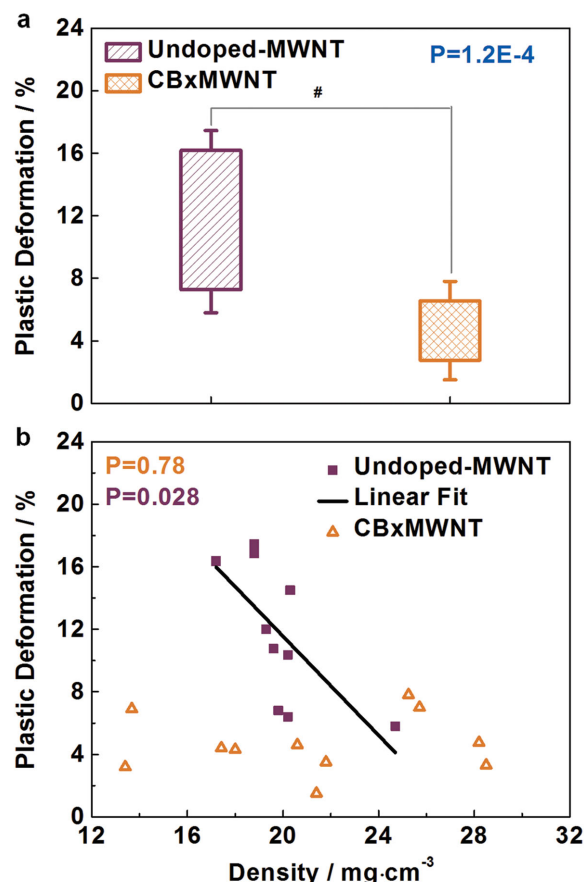 a
24
20
16
12
8
4
0
Plastic Deformation / %
Undoped-MWNT
CBxMWNT
P=1.2E-4
#
b
24
20
16
12
8
4
0
Plastic Deformation / %
P=0.78
P=0.028
Undoped-MWNT
Linear Fit
CBxMWNT
12 16 20 24 28 32
Density / mg·cm⁻³